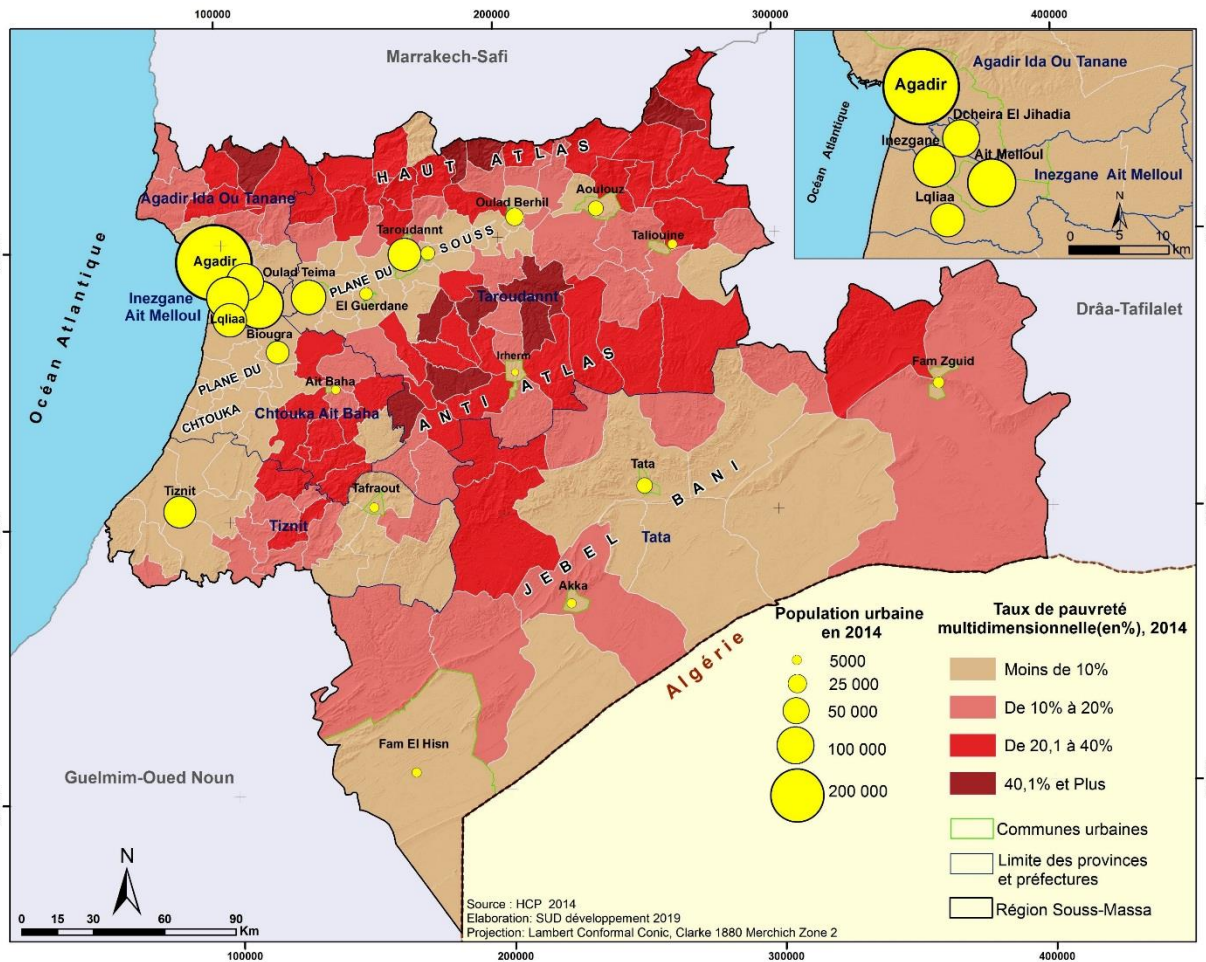 100000
200000
300000
400000
Marrakech-Safi
Agadir Ida Ou Tanane
Agadir
Dcheira El Jihadia
Inezgane
Ait Melloul
Inezgane Ait Melloul
Lqliaa
Océan Atlantique
N
0 5 10
km
HAUT ATLAS
Agadir Ida Ou Tanane
Aoulouz
Oulad Berhil
Taroudannt
Taliouine
PLANE DU SOUSS
Agadir
Oulad Teima
El Guerdane
Taroudannt
Inezgane
Ait Melloul
Lqliaa
Biougra
Drâa-Tafilalet
Océan Atlantique
PLANE DU
CHTOUKA
Ait Baha
Chtouka Ait Baha
Irherm
ANTI ATLAS
Fam Zguid
Tiznit
Tafraout
Tiznit
Tata
JEBEL BANI
Tata
Akka
Algérie
Fam El Hisn
Guelmim-Oued Noun
Population urbaine
en 2014
5000
25 000
50 000
100 000
200 000
Taux de pauvreté
multidimensionnelle(en%), 2014
Moins de 10%
De 10% à 20%
De 20,1 à 40%
40,1% et Plus
Communes urbaines
Limite des provinces
et préfectures
Région Souss-Massa
N
0 15 30 60 90
Km
Source : HCP 2014
Elaboration: SUD développement 2019
Projection: Lambert Conformal Conic, Clarke 1880 Merchich Zone 2
100000
200000
300000
400000